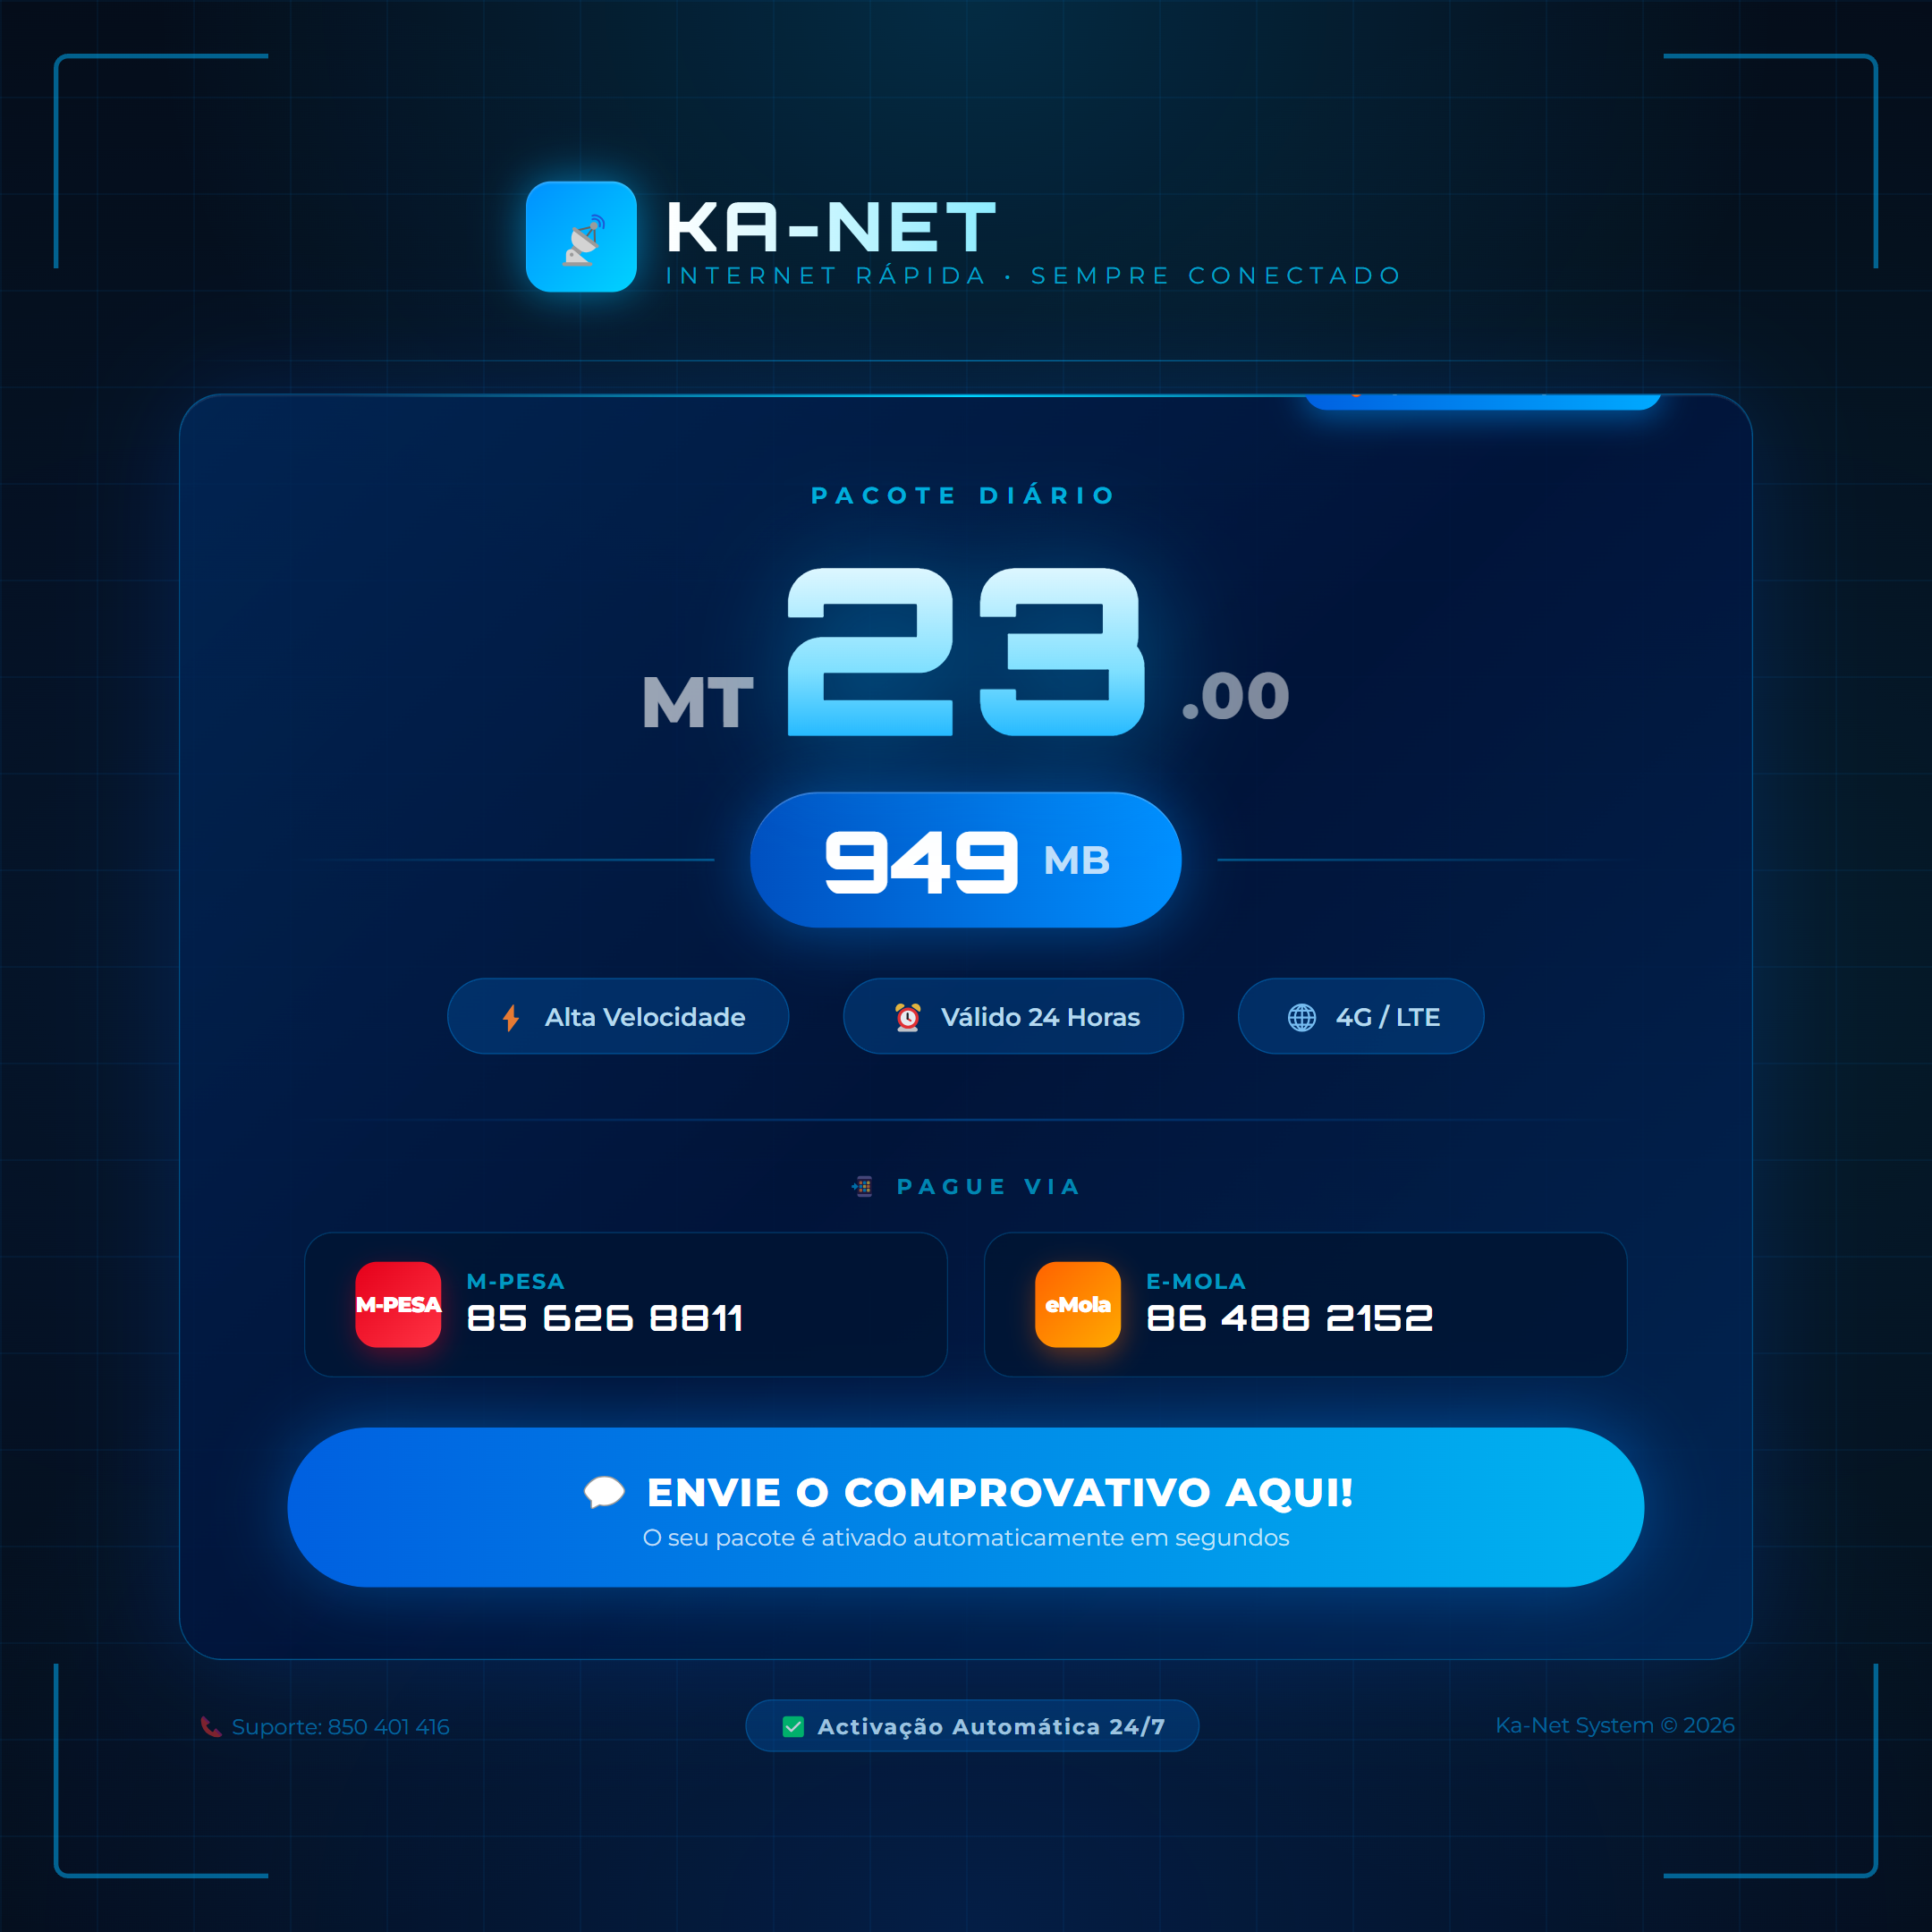 KA-NET
INTERNET RÁPIDA • SEMPRE CONECTADO
PACOTE DIÁRIO
MT 23 .00
949 MB
Alta Velocidade
Válido 24 Horas
4G / LTE
PAGUE VIA
M-PESA
M-PESA
85 626 8811
eMola
E-MOLA
86 488 2152
ENVIE O COMPROVATIVO AQUI!
O seu pacote é ativado automaticamente em segundos
Suporte: 850 401 416
Activação Automática 24/7
Ka-Net System © 2026